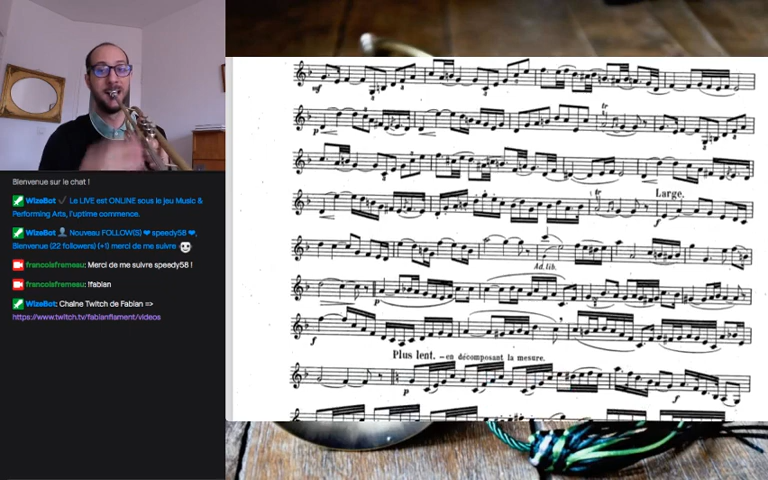 Bienvenue sur le chat !
WizeBot: ✔ Le LIVE est ONLINE sous le jeu Music &
Performing Arts, l'uptime commence.
WizeBot: 👤 Nouveau FOLLOW(S) ❤ speedy58 ❤,
Bienvenue (22 followers) (+1) merci de me suivre
francoisfremeau: Merci de me suivre speedy58 !
francoisfremeau: !fabian
WizeBot: Chaîne Twitch de Fabian =>
https://www.twitch.tv/fabianflament/videos
mf
p
tr
tr
Large.
f
Ad. lib.
p
f
Plus lent. – en décomposant la mesure.
p
f